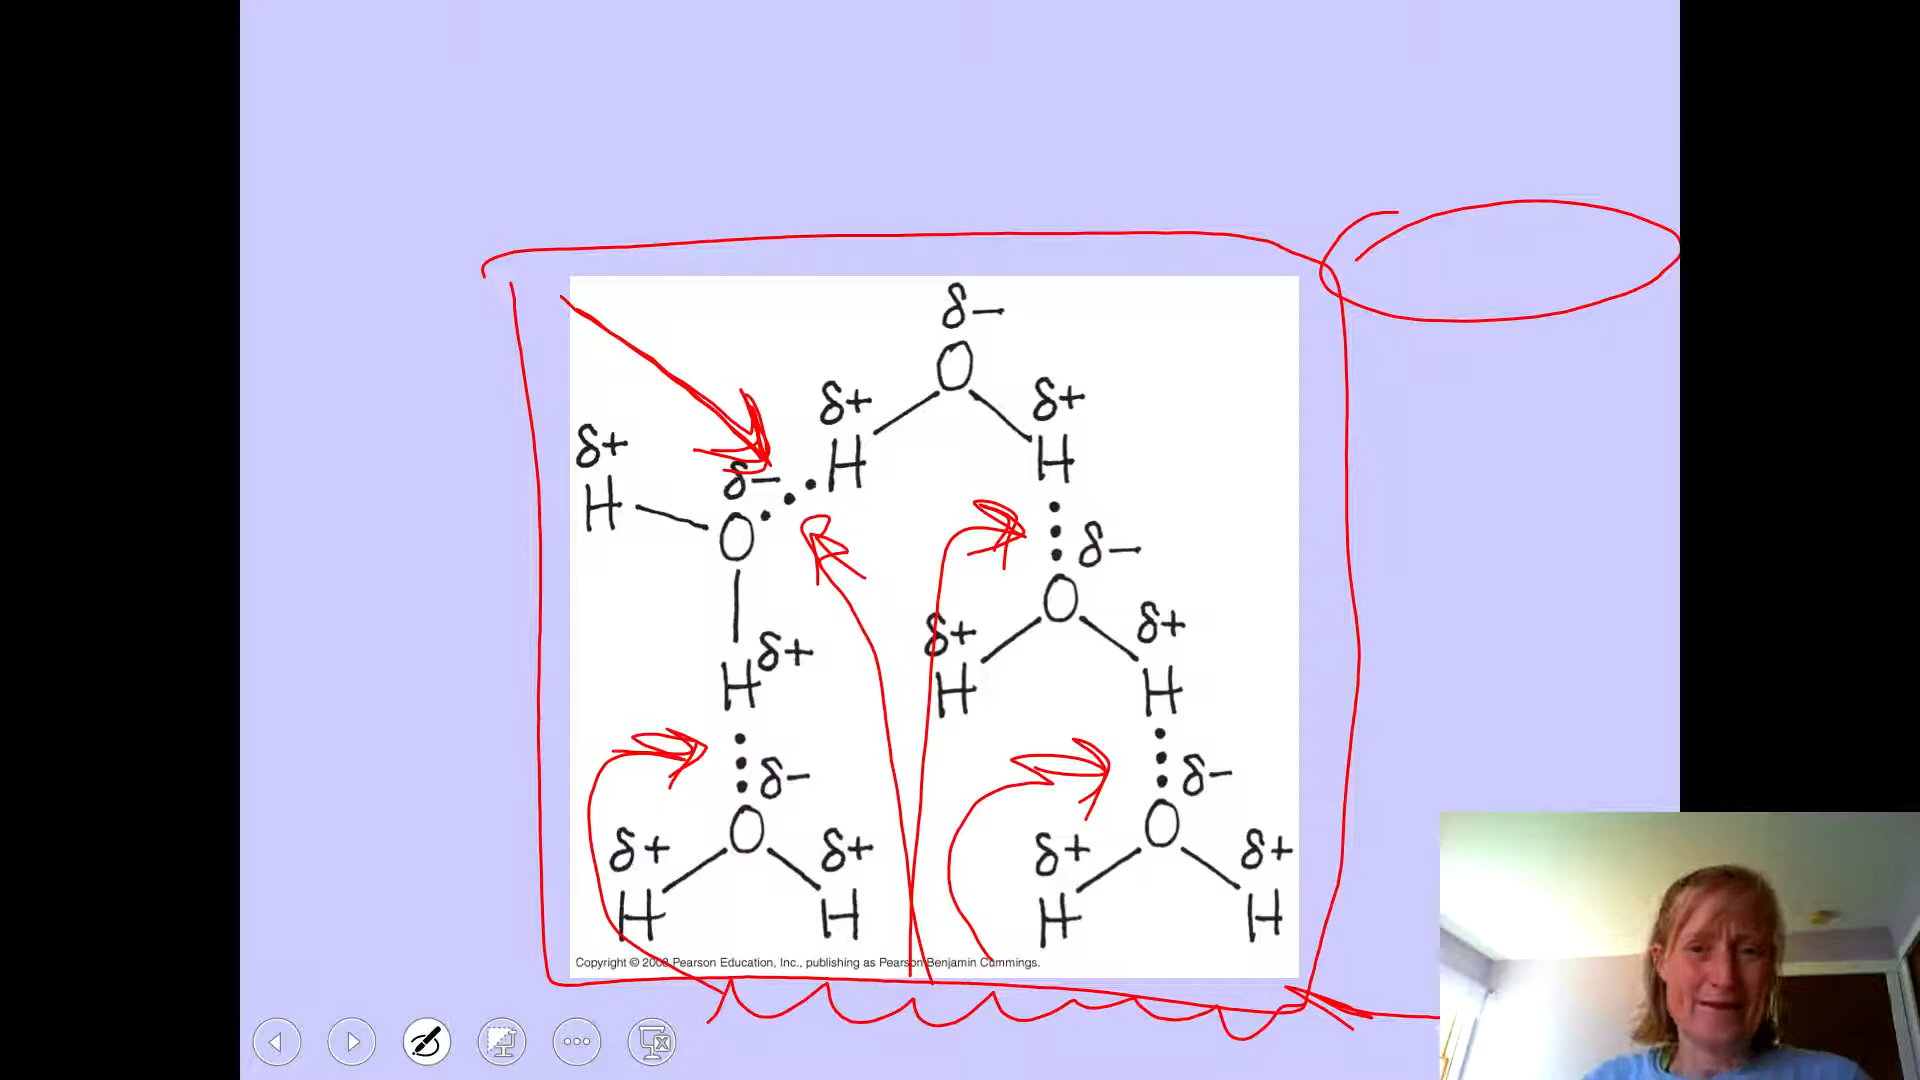 δ−
O
δ+ δ+
H H
δ+
H
δ−
O
δ−
O
δ+
H
δ+
H
δ+
H
δ−
O
δ−
O
δ+ δ+
H H
δ+ δ+
H H
Copyright © 2008 Pearson Education, Inc., publishing as Pearson Benjamin Cummings.